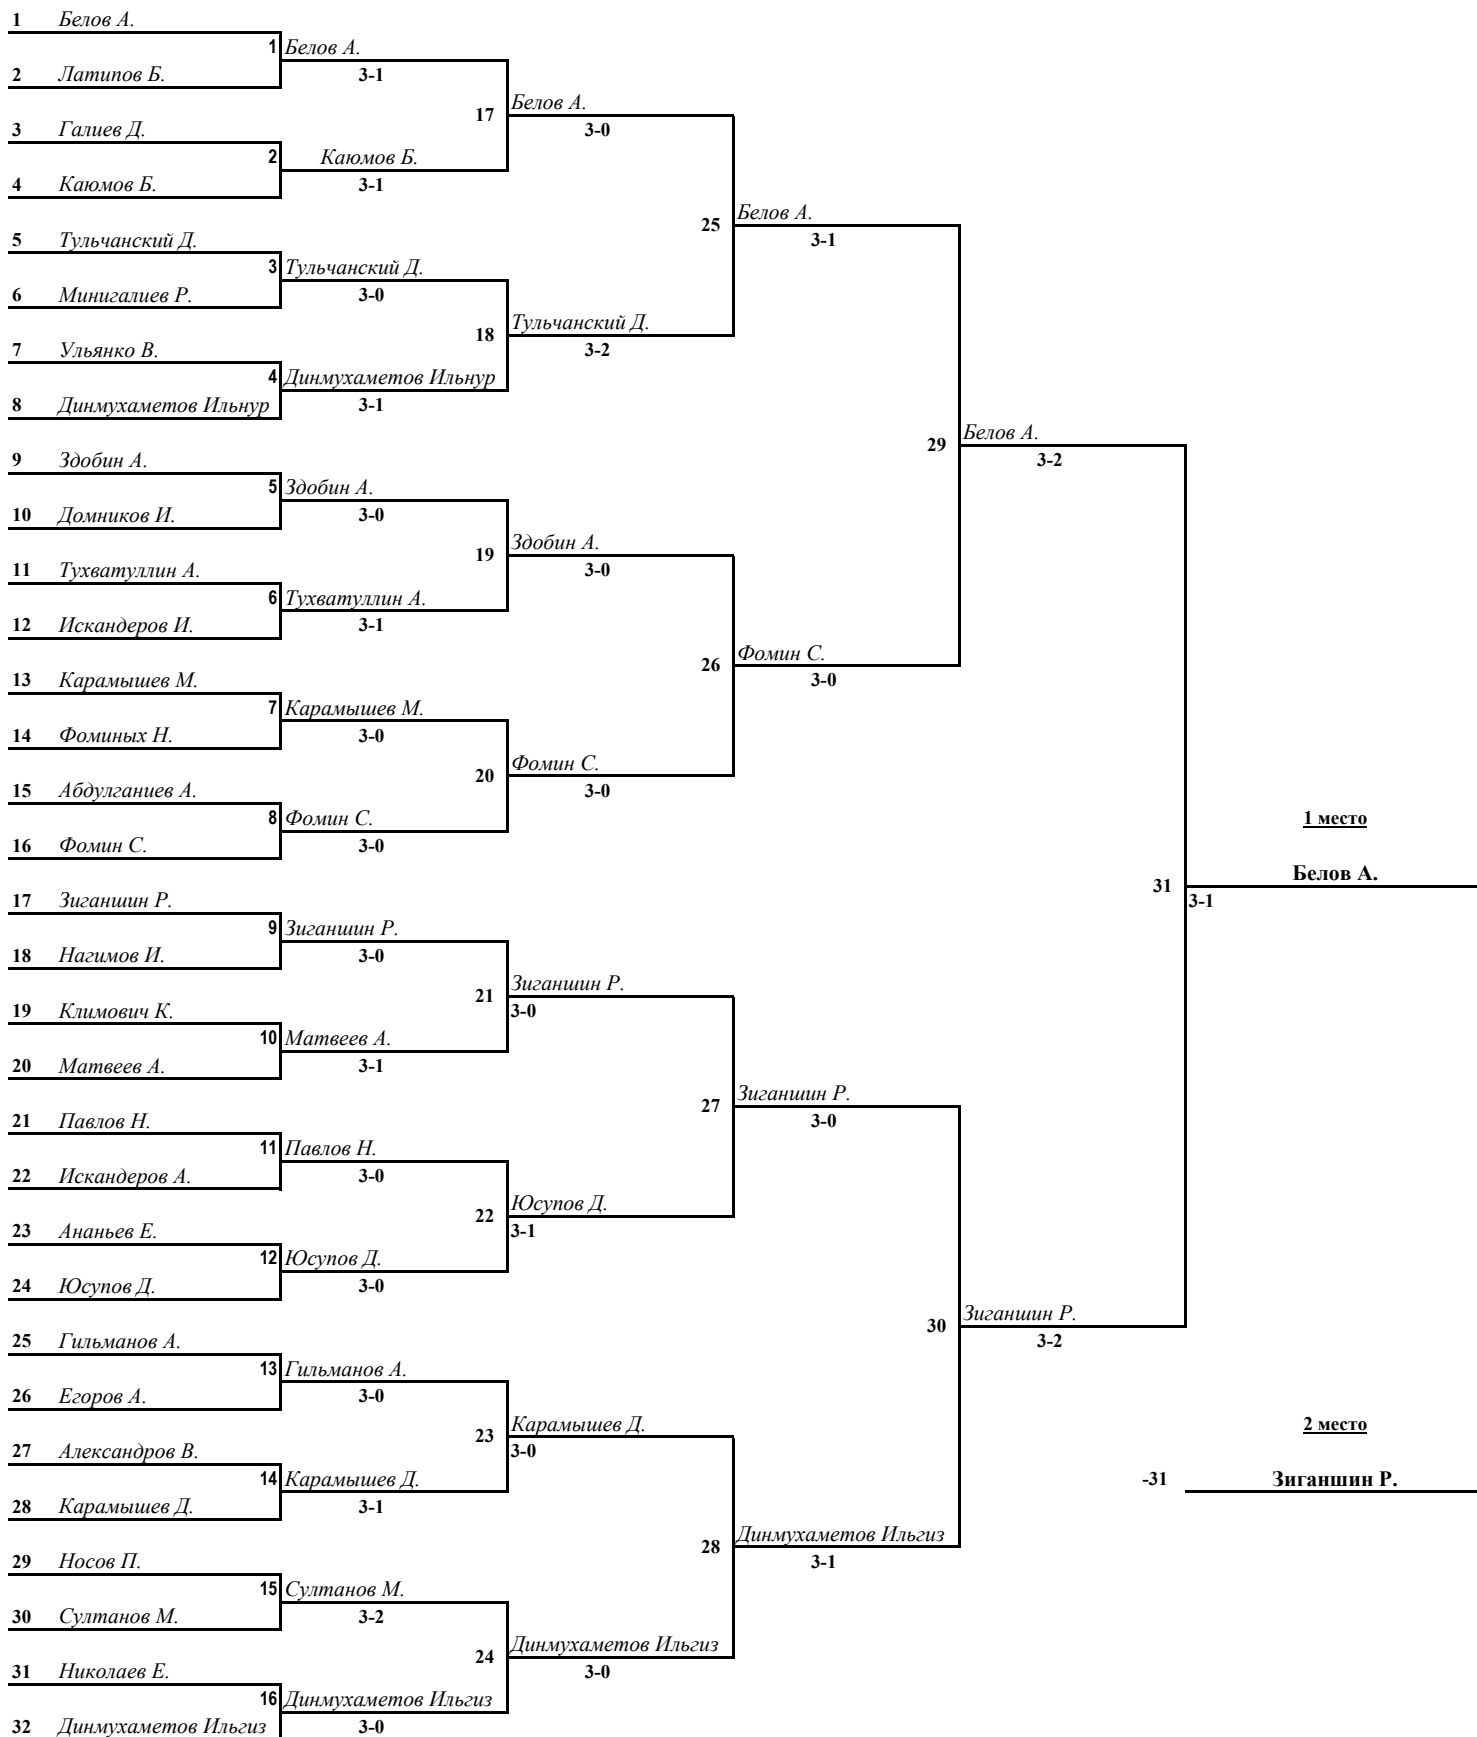 1 Белов А.
1 Белов А.
2 Латипов Б.
3-1
17 Белов А.
3 Галиев Д.
3-0
2 Каюмов Б.
4 Каюмов Б.
3-1
25 Белов А.
5 Тульчанский Д.
3-1
3 Тульчанский Д.
6 Минигалиев Р.
3-0
18 Тульчанский Д.
7 Ульянко В.
3-2
4 Динмухаметов Ильнур
8 Динмухаметов Ильнур
3-1
29 Белов А.
9 Здобин А.
3-2
5 Здобин А.
10 Домников И.
3-0
19 Здобин А.
11 Тухватуллин А.
3-0
6 Тухватуллин А.
12 Искандеров И.
3-1
26 Фомин С.
13 Карамышев М.
3-0
7 Карамышев М.
14 Фоминых Н.
3-0
20 Фомин С.
15 Абдулганиев А.
3-0
8 Фомин С.
1 место
16 Фомин С.
3-0
31 Белов А.
17 Зиганшин Р.
3-1
9 Зиганшин Р.
18 Нагимов И.
3-0
21 Зиганшин Р.
19 Климович К.
3-0
10 Матвеев А.
20 Матвеев А.
3-1
27 Зиганшин Р.
21 Павлов Н.
3-0
11 Павлов Н.
22 Искандеров А.
3-0
22 Юсупов Д.
23 Ананьев Е.
3-1
12 Юсупов Д.
24 Юсупов Д.
3-0
30 Зиганшин Р.
25 Гильманов А.
3-2
13 Гильманов А.
26 Егоров А.
3-0
23 Карамышев Д.
2 место
27 Александров В.
3-0
14 Карамышев Д.
-31 Зиганшин Р.
28 Карамышев Д.
3-1
28 Динмухаметов Ильгиз
29 Носов П.
3-1
15 Султанов М.
30 Султанов М.
3-2
24 Динмухаметов Ильгиз
31 Николаев Е.
3-0
16 Динмухаметов Ильгиз
32 Динмухаметов Ильгиз
3-0